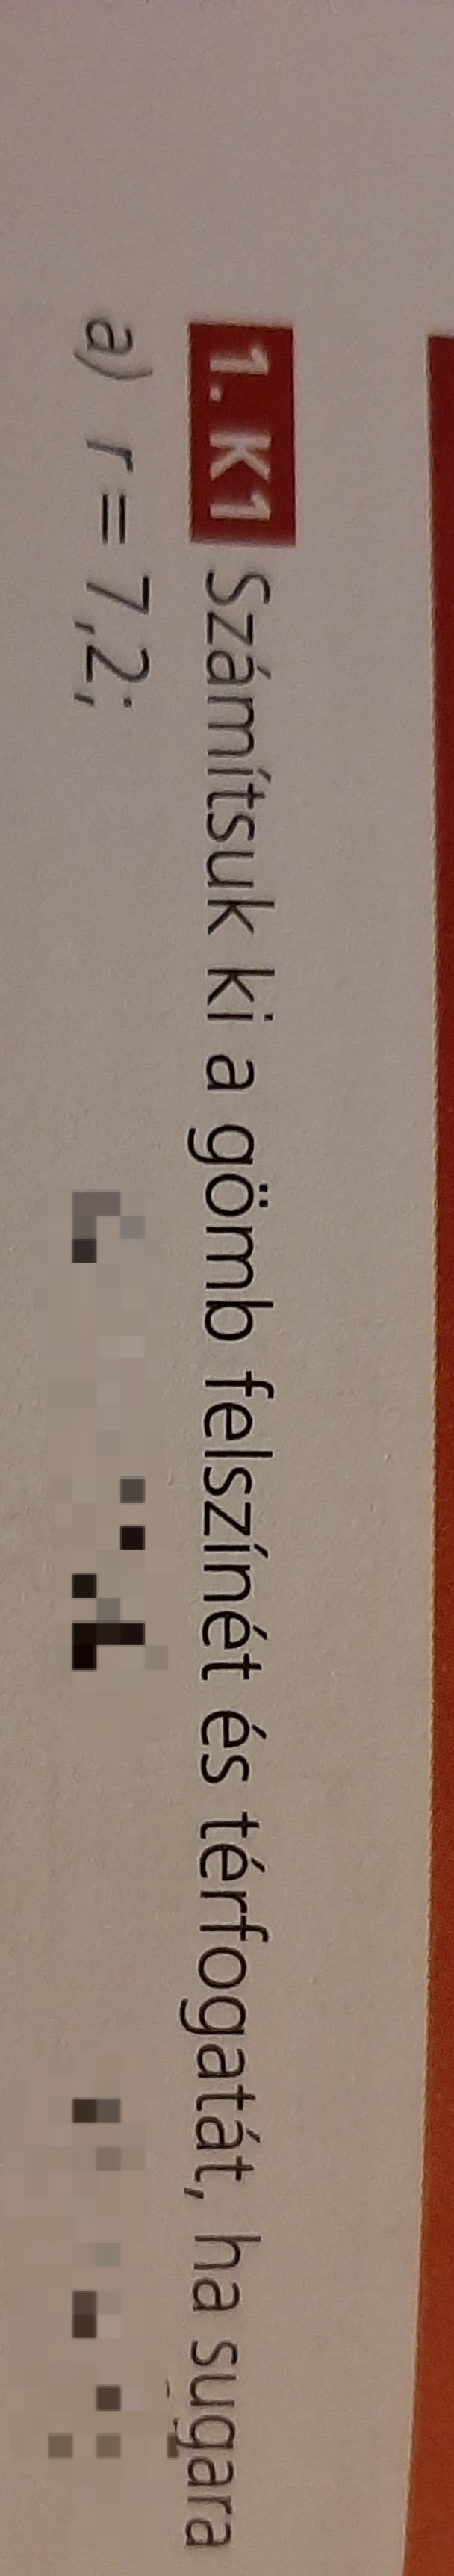 1. K1 Számítsuk ki a gömb felszínét és térfogatát, ha sugara
a) r = 7,2;